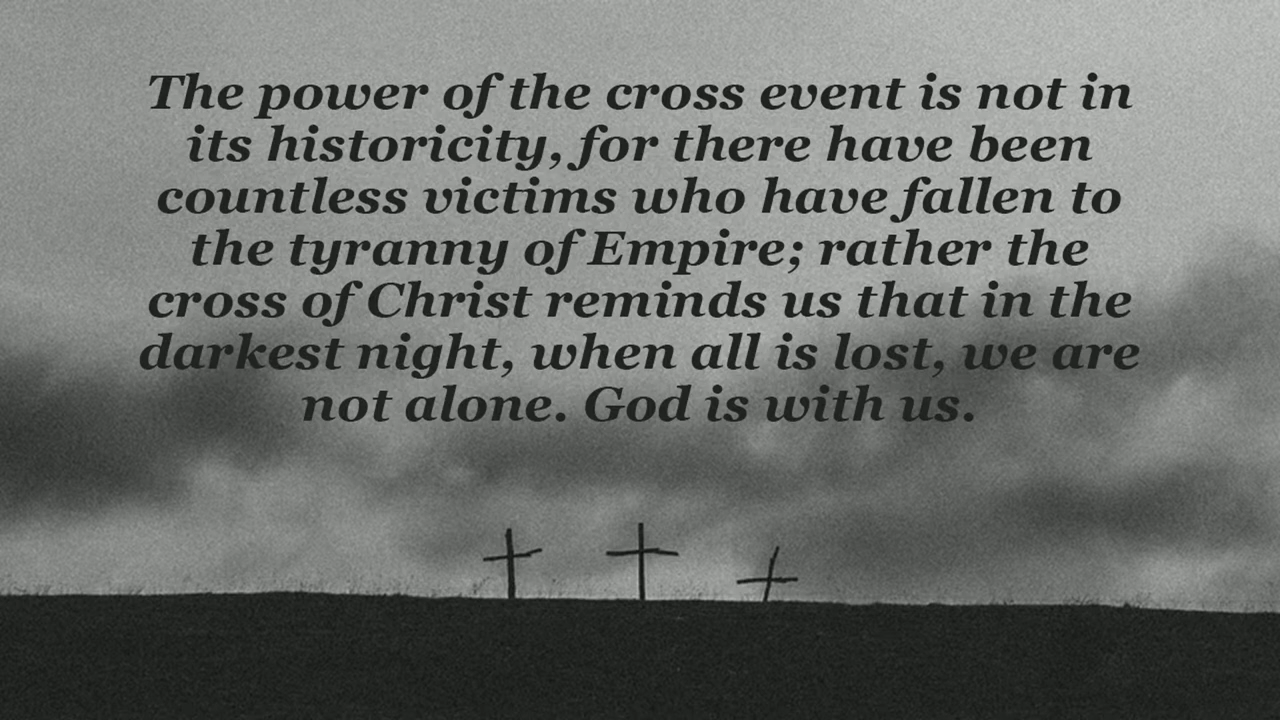 The power of the cross event is not in
its historicity, for there have been
countless victims who have fallen to
the tyranny of Empire; rather the
cross of Christ reminds us that in the
darkest night, when all is lost, we are
not alone. God is with us.